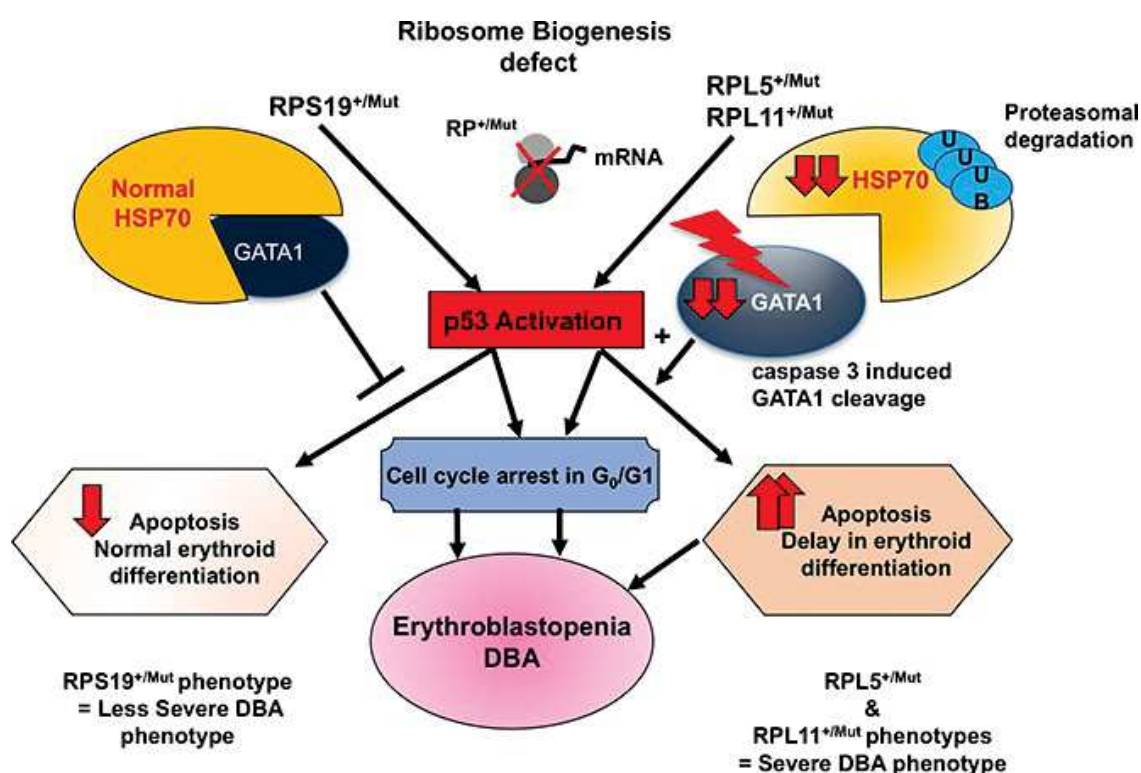 Ribosome Biogenesis
defect
RPS19+/Mut
RP+/Mut
mRNA
RPL5+/Mut
RPL11+/Mut
Proteasomal
degradation
Normal
HSP70
GATA1
HSP70
U
U
U
B
GATA1
p53 Activation
+
caspase 3 induced
GATA1 cleavage
Cell cycle arrest in G0/G1
Apoptosis
Normal erythroid
differentiation
Apoptosis
Delay in erythroid
differentiation
Erythroblastopenia
DBA
RPS19+/Mut phenotype
= Less Severe DBA
phenotype
RPL5+/Mut
&
RPL11+/Mut phenotypes
= Severe DBA phenotype